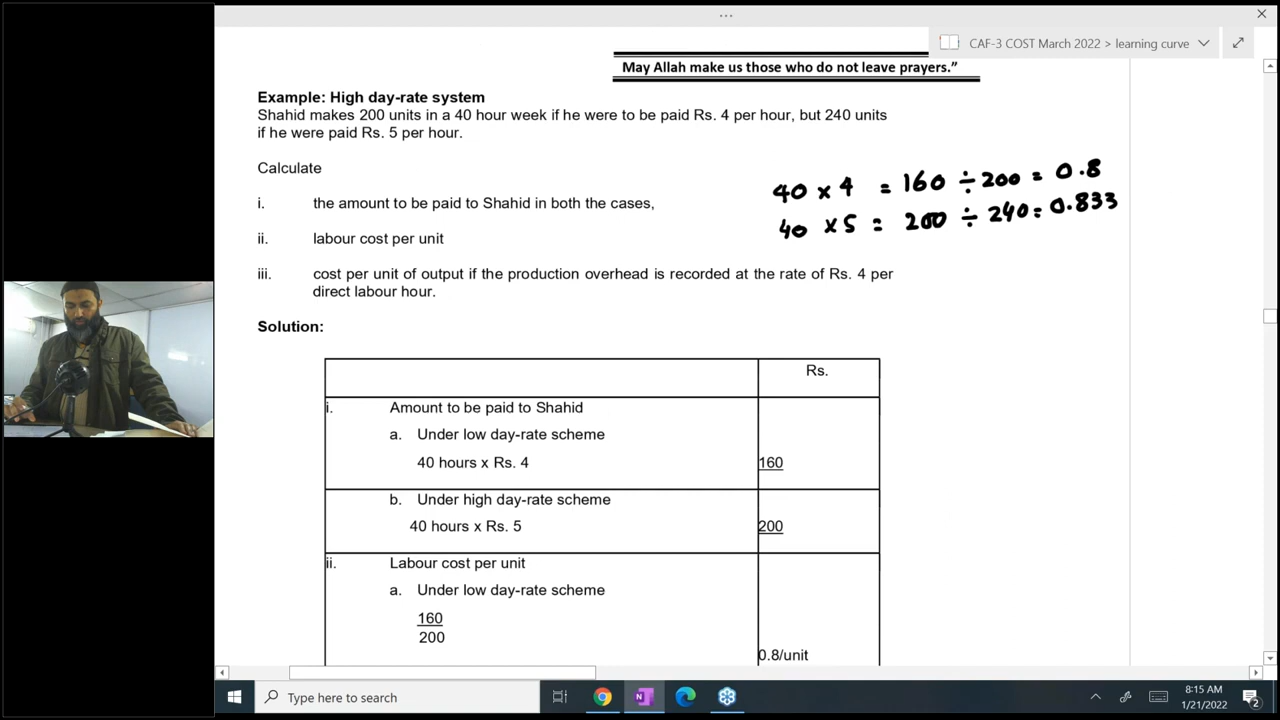 CAF-3 COST March 2022 > learning curve
May Allah make us those who do not leave prayers.”
Example: High day-rate system
Shahid makes 200 units in a 40 hour week if he were to be paid Rs. 4 per hour, but 240 units
if he were paid Rs. 5 per hour.
Calculate
40 × 4 = 160 ÷ 200 = 0.8
i. the amount to be paid to Shahid in both the cases,
40 × 5 = 200 ÷ 240 = 0.833
ii. labour cost per unit
iii. cost per unit of output if the production overhead is recorded at the rate of Rs. 4 per
direct labour hour.
Solution:
Rs.
i. Amount to be paid to Shahid
a. Under low day-rate scheme
40 hours x Rs. 4 160
b. Under high day-rate scheme
40 hours x Rs. 5 200
ii. Labour cost per unit
a. Under low day-rate scheme
160
200
0.8/unit
Type here to search
8:15 AM
1/21/2022
2